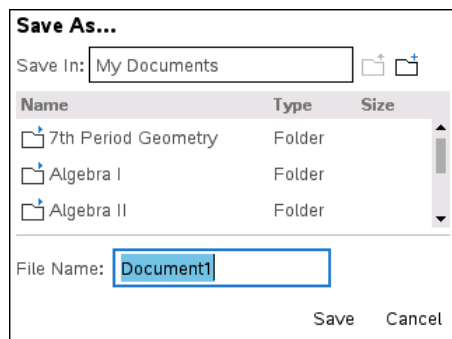 Save As...
Save In: My Documents
Name Type Size
7th Period Geometry Folder
Algebra I Folder
Algebra II Folder
File Name: Document1
Save Cancel